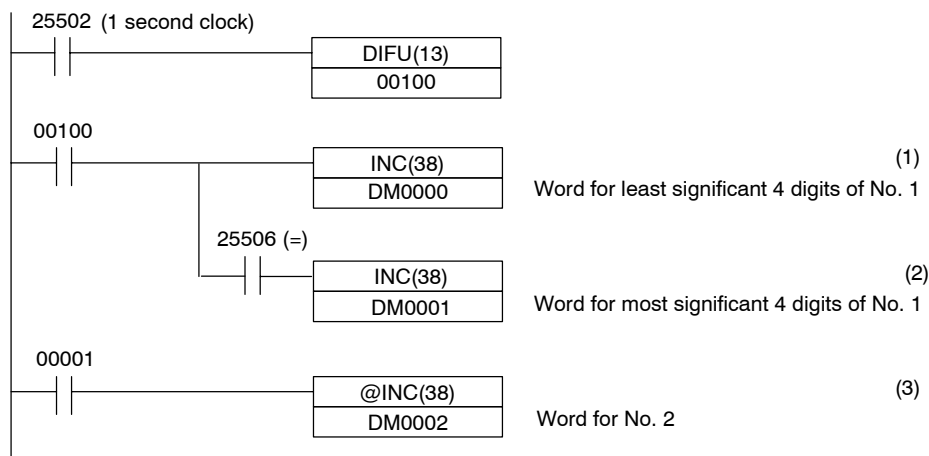 25502 (1 second clock)
DIFU(13)
00100
00100
INC(38) (1)
DM0000 Word for least significant 4 digits of No. 1
25506 (=)
INC(38) (2)
DM0001 Word for most significant 4 digits of No. 1
00001
@INC(38) (3)
DM0002 Word for No. 2